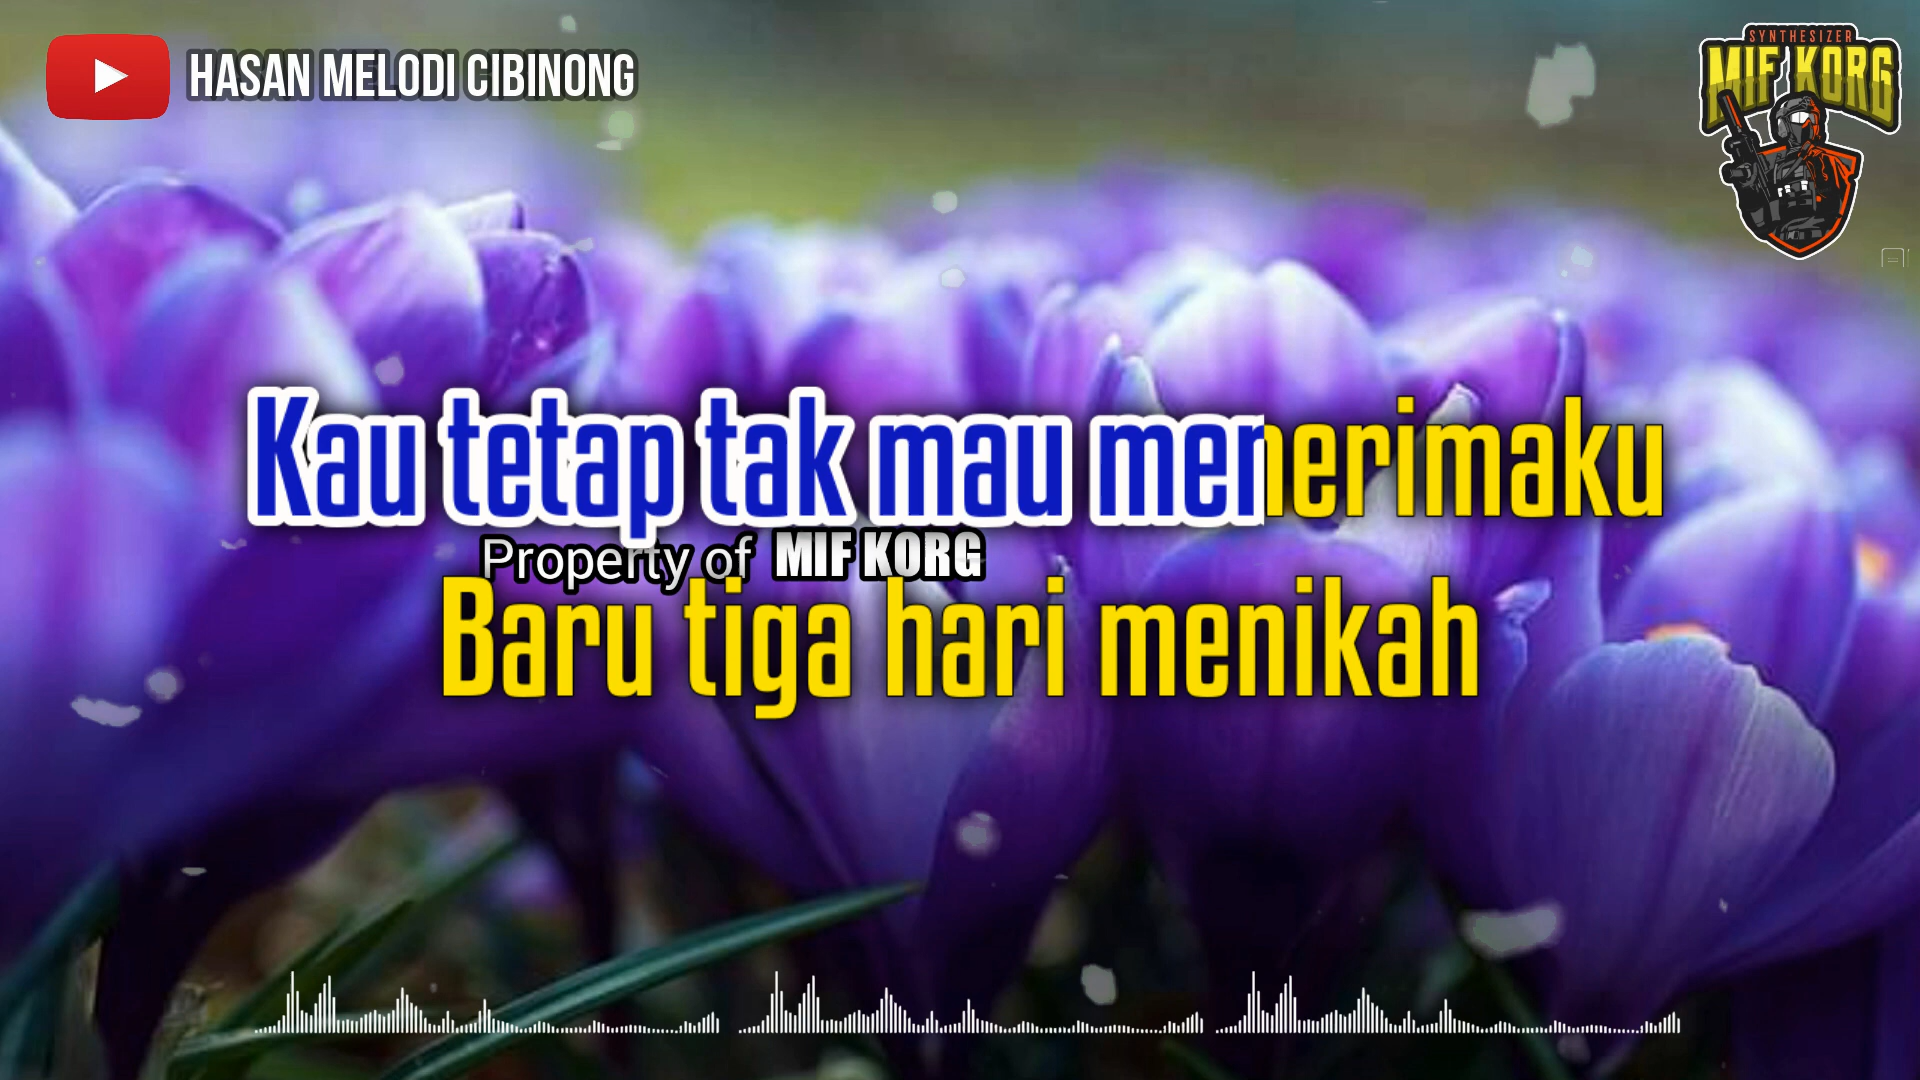 HASAN MELODI CIBINONG
SYNTHESIZER
MIF KORG
Kau tetap tak mau menerimaku
Property of MIF KORG
Baru tiga hari menikah